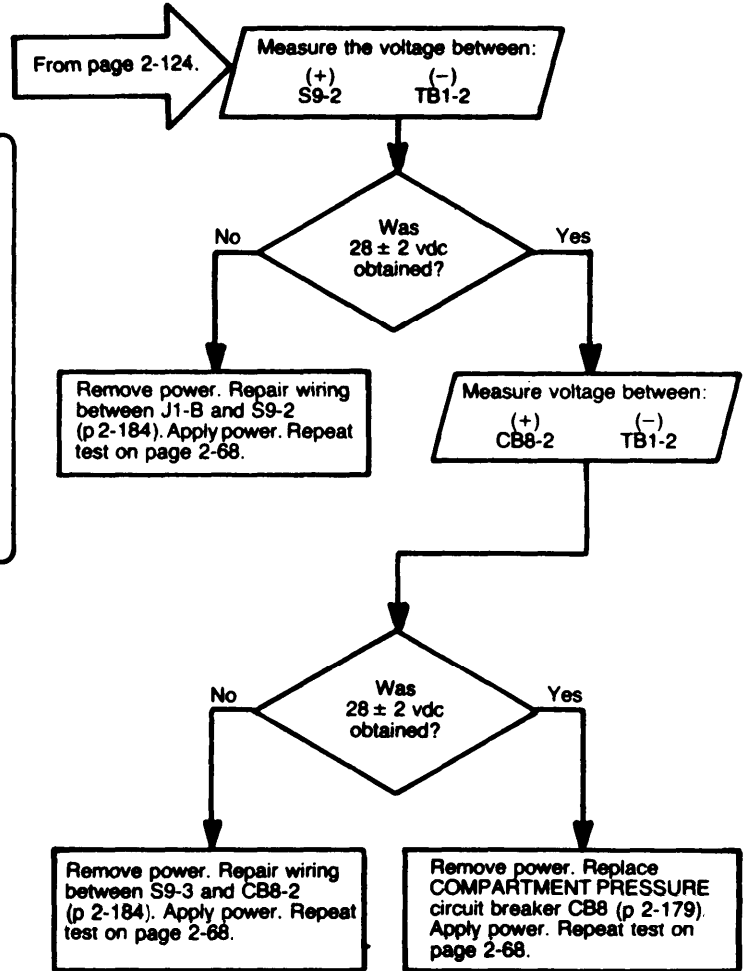 From page 2-124.
Measure the voltage between:
(+) (−)
S9-2 TB1-2
Was
28 ± 2 vdc
obtained?
No
Yes
Remove power. Repair wiring
between J1-B and S9-2
(p 2-184). Apply power. Repeat
test on page 2-68.
Measure voltage between:
(+) (−)
CB8-2 TB1-2
Was
28 ± 2 vdc
obtained?
No
Yes
Remove power. Repair wiring
between S9-3 and CB8-2
(p 2-184). Apply power. Repeat
test on page 2-68.
Remove power. Replace
COMPARTMENT PRESSURE
circuit breaker CB8 (p 2-179).
Apply power. Repeat test on
page 2-68.